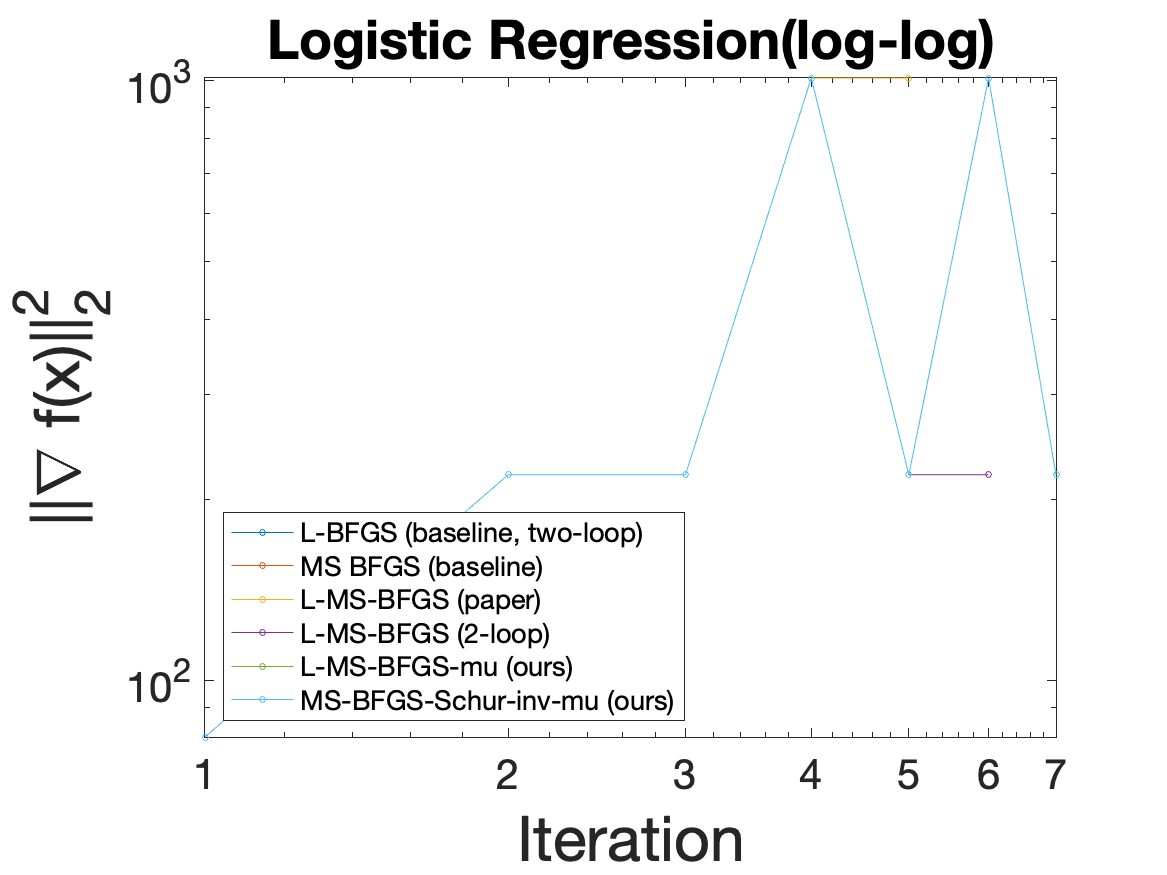 Logistic Regression(log-log)
10^3
10^2
||∇ f(x)||_2^2
L-BFGS (baseline, two-loop)
MS BFGS (baseline)
L-MS-BFGS (paper)
L-MS-BFGS (2-loop)
L-MS-BFGS-mu (ours)
MS-BFGS-Schur-inv-mu (ours)
1 2 3 4 5 6 7
Iteration